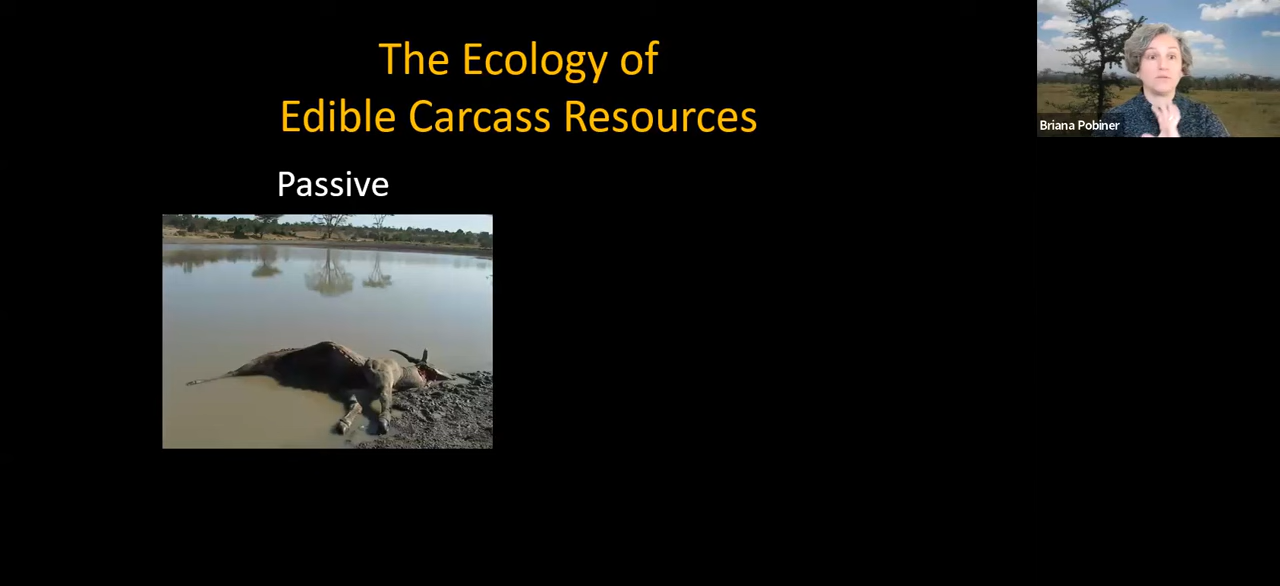 The Ecology of
Edible Carcass Resources
Passive
Briana Pobiner